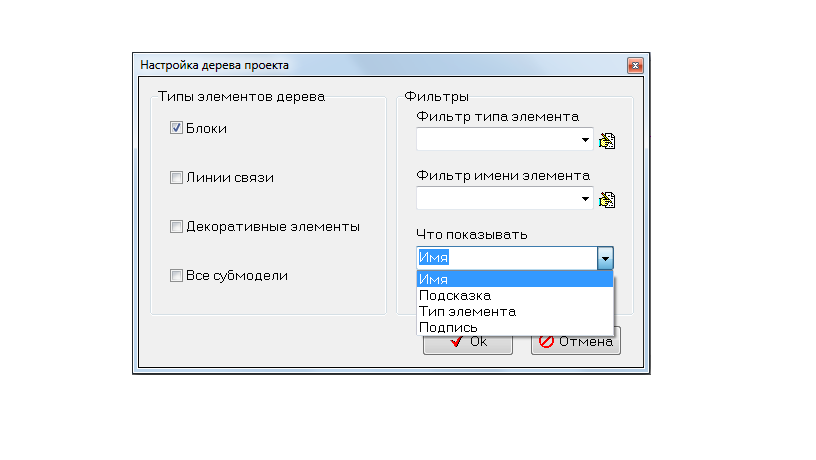 Настройка дерева проекта
Типы элементов дерева
Блоки
Линии связи
Декоративные элементы
Все субмодели
Фильтры
Фильтр типа элемента
Фильтр имени элемента
Что показывать
Имя
Имя
Подсказка
Тип элемента
Подпись
Ok
Отмена